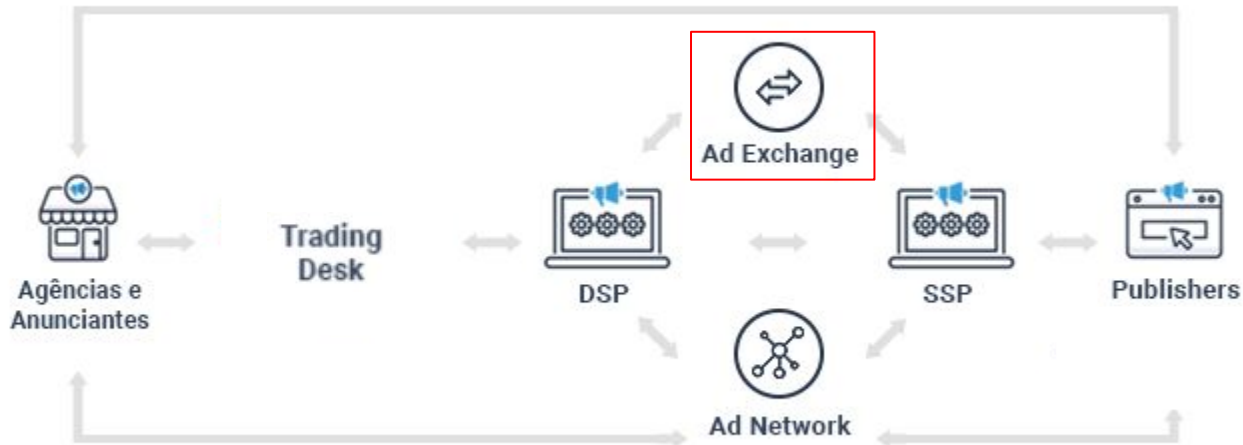 Ad Exchange
Trading
Desk
Agências e
Anunciantes
DSP
SSP
Publishers
Ad Network